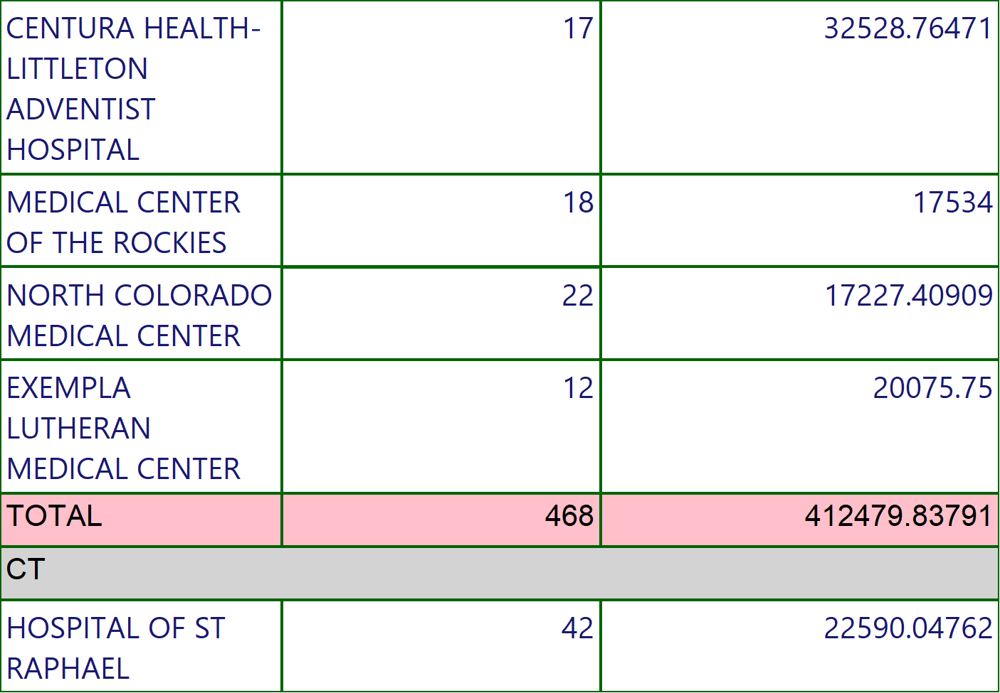 CENTURA HEALTH- 17 32528.76471
LITTLETON
ADVENTIST
HOSPITAL
MEDICAL CENTER 18 17534
OF THE ROCKIES
NORTH COLORADO 22 17227.40909
MEDICAL CENTER
EXEMPLA 12 20075.75
LUTHERAN
MEDICAL CENTER
TOTAL 468 412479.83791
CT
HOSPITAL OF ST 42 22590.04762
RAPHAEL